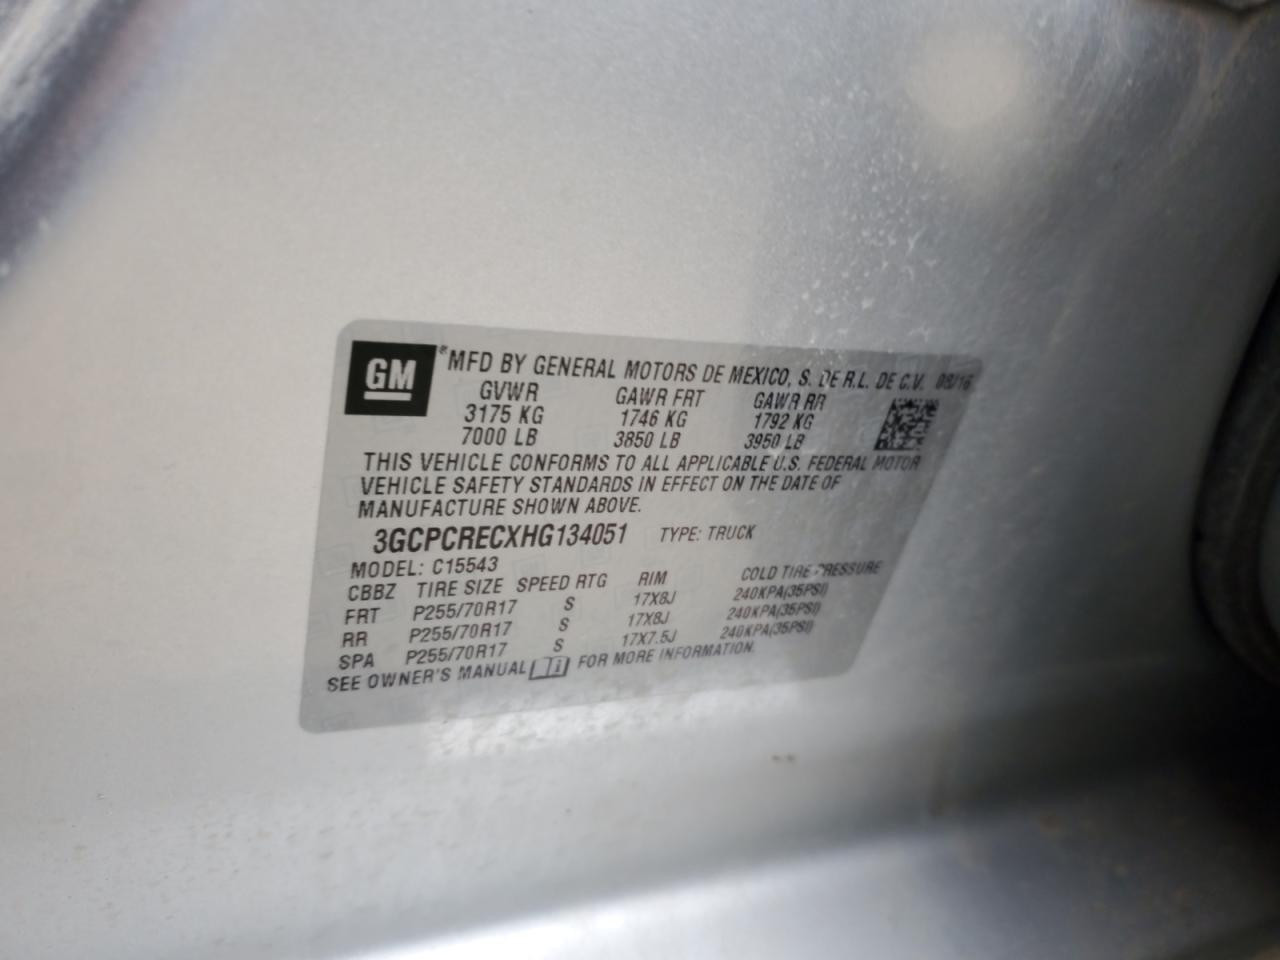 GM ® MFD BY GENERAL MOTORS DE MEXICO, S. DE R.L. DE C.V. 08/16
GVWR GAWR FRT GAWR RR
3175 KG 1746 KG 1792 KG
7000 LB 3850 LB 3950 LB
THIS VEHICLE CONFORMS TO ALL APPLICABLE U.S. FEDERAL MOTOR
VEHICLE SAFETY STANDARDS IN EFFECT ON THE DATE OF
MANUFACTURE SHOWN ABOVE.
3GCPCRECXHG134051 TYPE: TRUCK
MODEL: C15543
CBBZ TIRE SIZE SPEED RTG RIM COLD TIRE PRESSURE
FRT P255/70R17 S 17X8J 240KPA(35PSI)
RR P255/70R17 S 17X8J 240KPA(35PSI)
SPA P255/70R17 S 17X7.5J 240KPA(35PSI)
SEE OWNER'S MANUAL i FOR MORE INFORMATION.